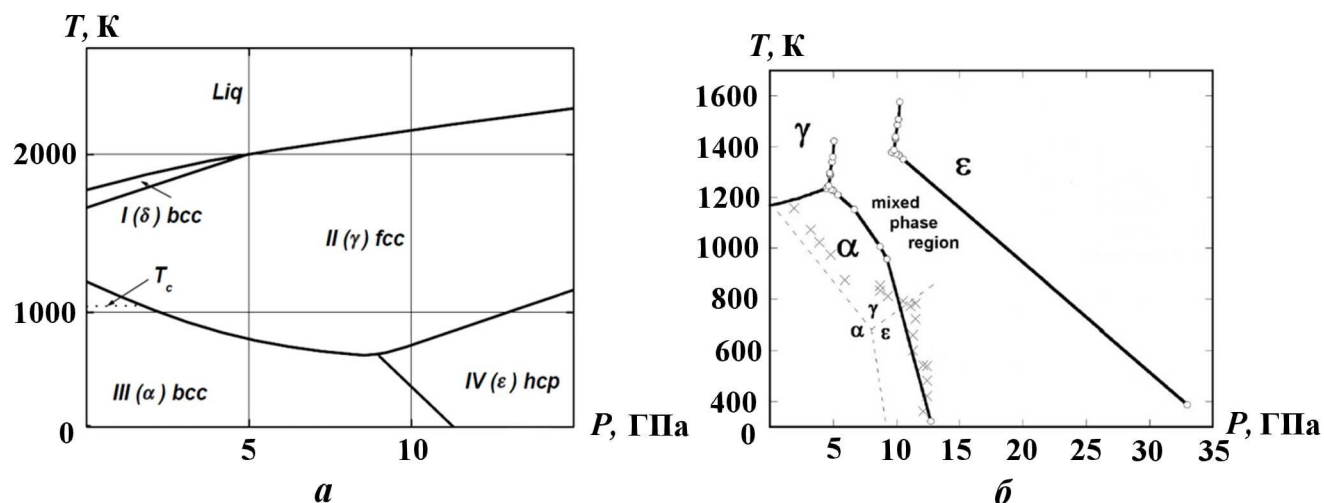 T, К
Liq
2000
I (δ) bcc
II (γ) fcc
Tc
1000
III (α) bcc
IV (ε) hcp
0
5
10
P, ГПа
а
T, К
1600
1400
1200
1000
800
600
400
0
γ
ε
mixed
phase
region
α
γ
α
ε
5
10
15
20
25
30
35
P, ГПа
б